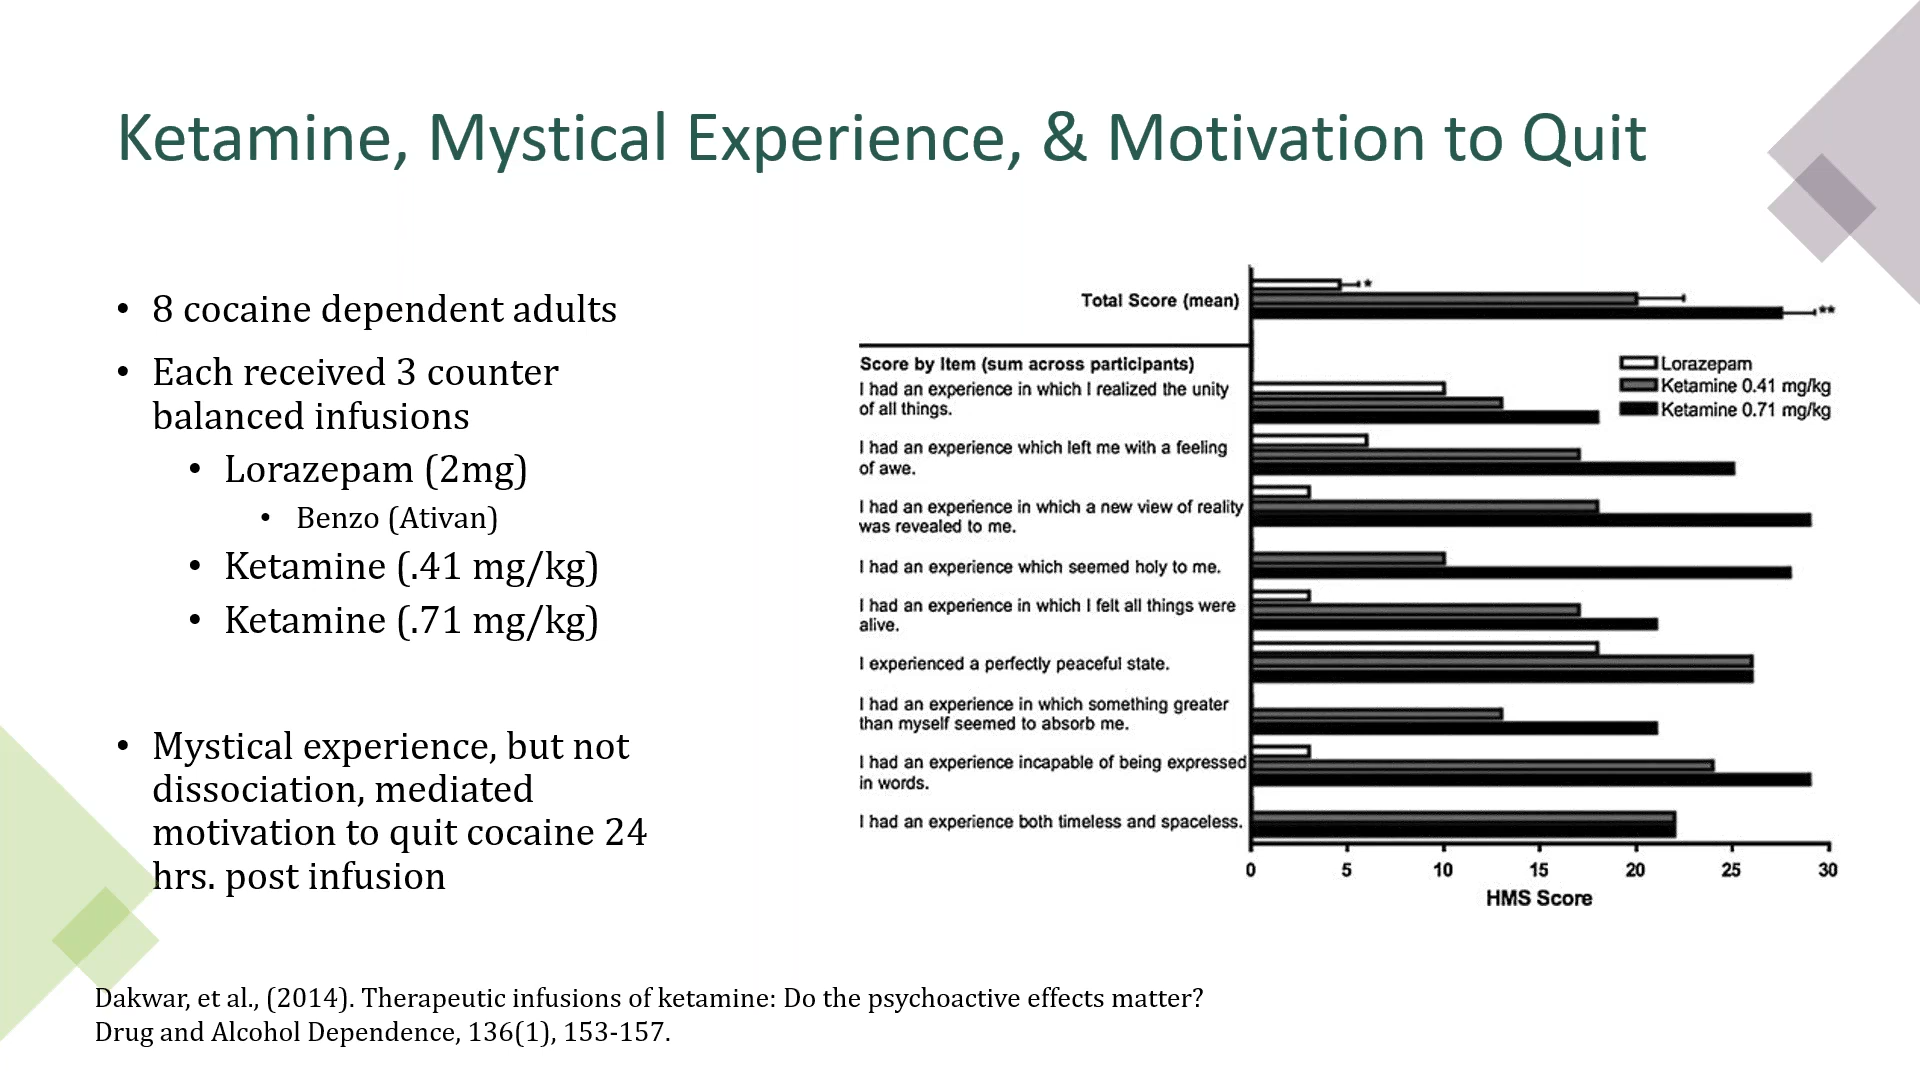 Ketamine, Mystical Experience, & Motivation to Quit
• 8 cocaine dependent adults
• Each received 3 counter
balanced infusions
• Lorazepam (2mg)
• Benzo (Ativan)
• Ketamine (.41 mg/kg)
• Ketamine (.71 mg/kg)
• Mystical experience, but not
dissociation, mediated
motivation to quit cocaine 24
hrs. post infusion
Total Score (mean)
*
**
Score by Item (sum across participants)
Lorazepam
Ketamine 0.41 mg/kg
Ketamine 0.71 mg/kg
I had an experience in which I realized the unity
of all things.
I had an experience which left me with a feeling
of awe.
I had an experience in which a new view of reality
was revealed to me.
I had an experience which seemed holy to me.
I had an experience in which I felt all things were
alive.
I experienced a perfectly peaceful state.
I had an experience in which something greater
than myself seemed to absorb me.
I had an experience incapable of being expressed
in words.
I had an experience both timeless and spaceless.
0 5 10 15 20 25 30
HMS Score
Dakwar, et al., (2014). Therapeutic infusions of ketamine: Do the psychoactive effects matter?
Drug and Alcohol Dependence, 136(1), 153-157.